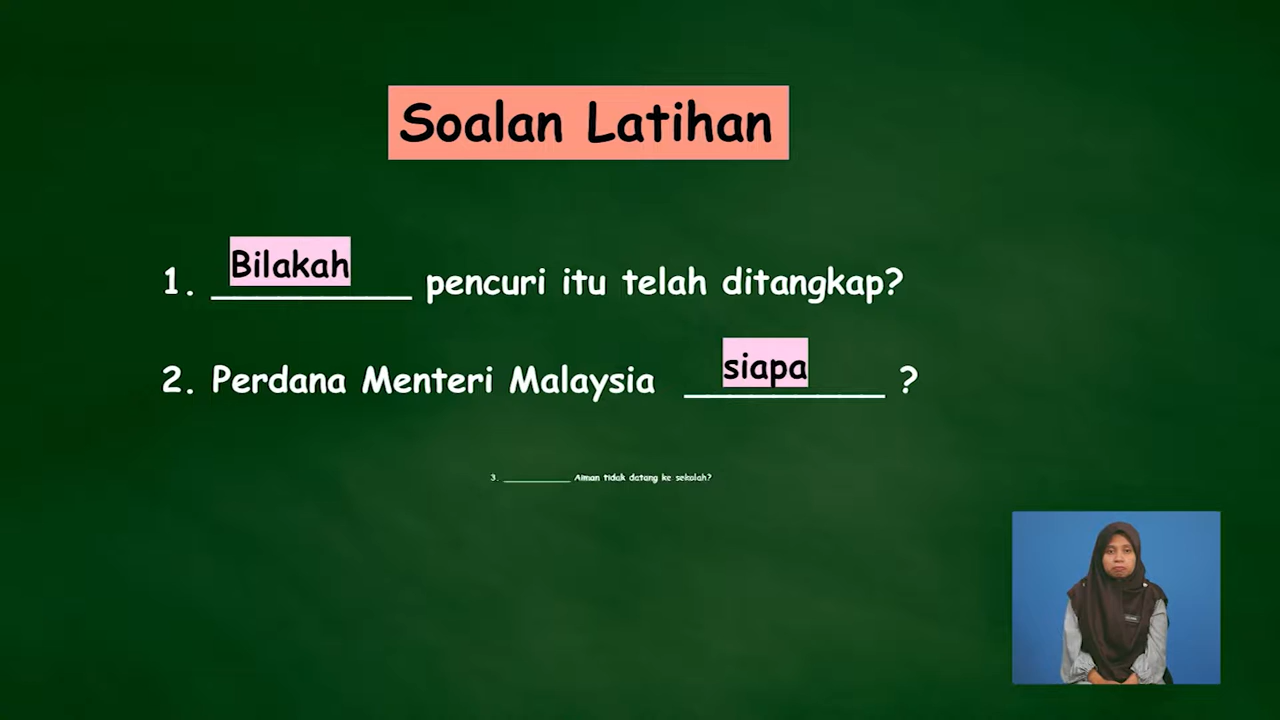 Soalan Latihan
1. Bilakah pencuri itu telah ditangkap?
2. Perdana Menteri Malaysia siapa ?
3. __________ Aiman tidak datang ke sekolah?